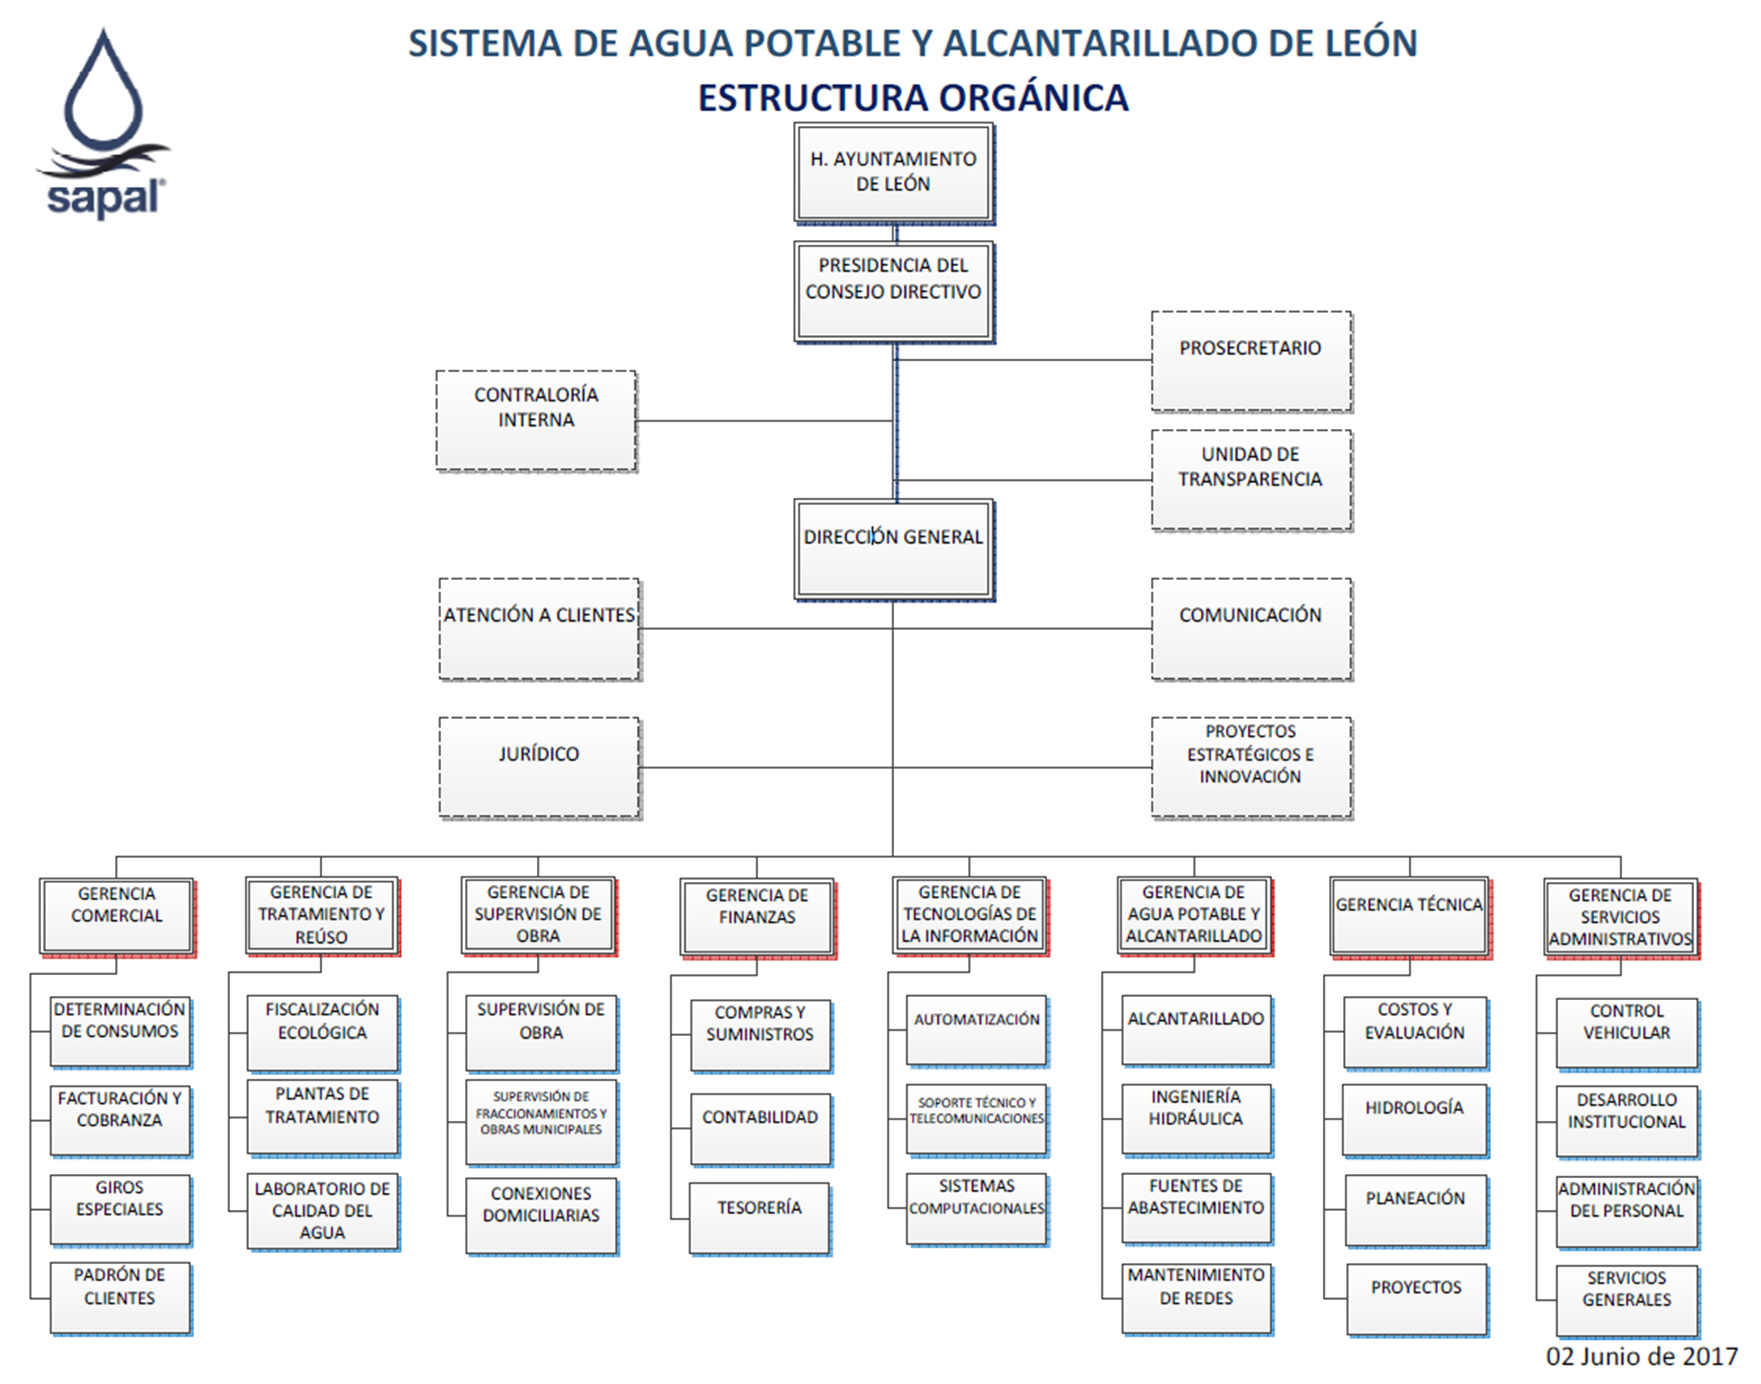 SISTEMA DE AGUA POTABLE Y ALCANTARILLADO DE LEÓN
ESTRUCTURA ORGÁNICA
sapal®
H. AYUNTAMIENTO
DE LEÓN
PRESIDENCIA DEL
CONSEJO DIRECTIVO
PROSECRETARIO
CONTRALORÍA
INTERNA
UNIDAD DE
TRANSPARENCIA
DIRECCIÓN GENERAL
ATENCIÓN A CLIENTES
COMUNICACIÓN
JURÍDICO
PROYECTOS
ESTRATÉGICOS E
INNOVACIÓN
GERENCIA
COMERCIAL
DETERMINACIÓN
DE CONSUMOS
FACTURACIÓN Y
COBRANZA
GIROS
ESPECIALES
PADRÓN DE
CLIENTES
GERENCIA DE
TRATAMIENTO Y
REÚSO
FISCALIZACIÓN
ECOLÓGICA
PLANTAS DE
TRATAMIENTO
LABORATORIO DE
CALIDAD DEL
AGUA
GERENCIA DE
SUPERVISIÓN DE
OBRA
SUPERVISIÓN DE
OBRA
SUPERVISIÓN DE
FRACCIONAMIENTOS Y
OBRAS MUNICIPALES
CONEXIONES
DOMICILIARIAS
GERENCIA DE
FINANZAS
COMPRAS Y
SUMINISTROS
CONTABILIDAD
TESORERÍA
GERENCIA DE
TECNOLOGÍAS DE
LA INFORMACIÓN
AUTOMATIZACIÓN
SOPORTE TÉCNICO Y
TELECOMUNICACIONES
SISTEMAS
COMPUTACIONALES
GERENCIA DE
AGUA POTABLE Y
ALCANTARILLADO
ALCANTARILLADO
INGENIERÍA
HIDRÁULICA
FUENTES DE
ABASTECIMIENTO
MANTENIMIENTO
DE REDES
GERENCIA TÉCNICA
COSTOS Y
EVALUACIÓN
HIDROLOGÍA
PLANEACIÓN
PROYECTOS
GERENCIA DE
SERVICIOS
ADMINISTRATIVOS
CONTROL
VEHICULAR
DESARROLLO
INSTITUCIONAL
ADMINISTRACIÓN
DEL PERSONAL
SERVICIOS
GENERALES
02 Junio de 2017